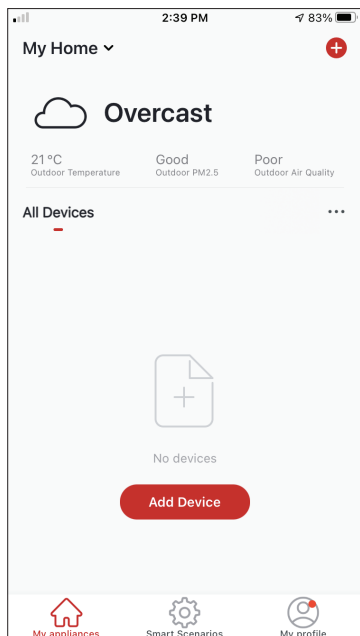 2:39 PM
83%
My Home
Overcast
21°C Good Poor
Outdoor Temperature Outdoor PM2.5 Outdoor Air Quality
All Devices
No devices
Add Device
My appliances Smart Scenarios My profile